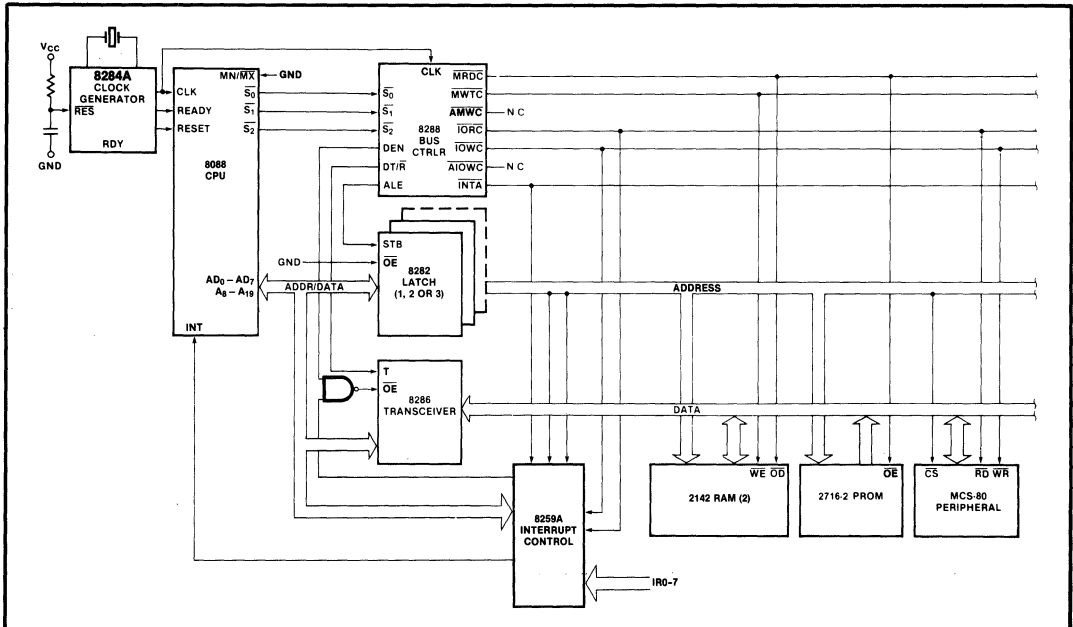 VCC
8284A
CLOCK
GENERATOR
RES
RDY
GND
MN/MX
GND
CLK
READY
RESET
S0
S1
S2
8088
CPU
AD0 – AD7
A8 – A19
INT
CLK
S0
S1
S2
DEN
DT/R
ALE
8288
BUS
CTRLR
MRDC
MWTC
AMWC
N C
IORC
IOWC
AIOWC
N C
INTA
STB
GND
OE
8282
LATCH
(1, 2 OR 3)
ADDR/DATA
ADDRESS
T
OE
8286
TRANSCEIVER
DATA
8259A
INTERRUPT
CONTROL
IR0-7
WE OD
2142 RAM (2)
OE
2716-2 PROM
CS
RD WR
MCS-80
PERIPHERAL